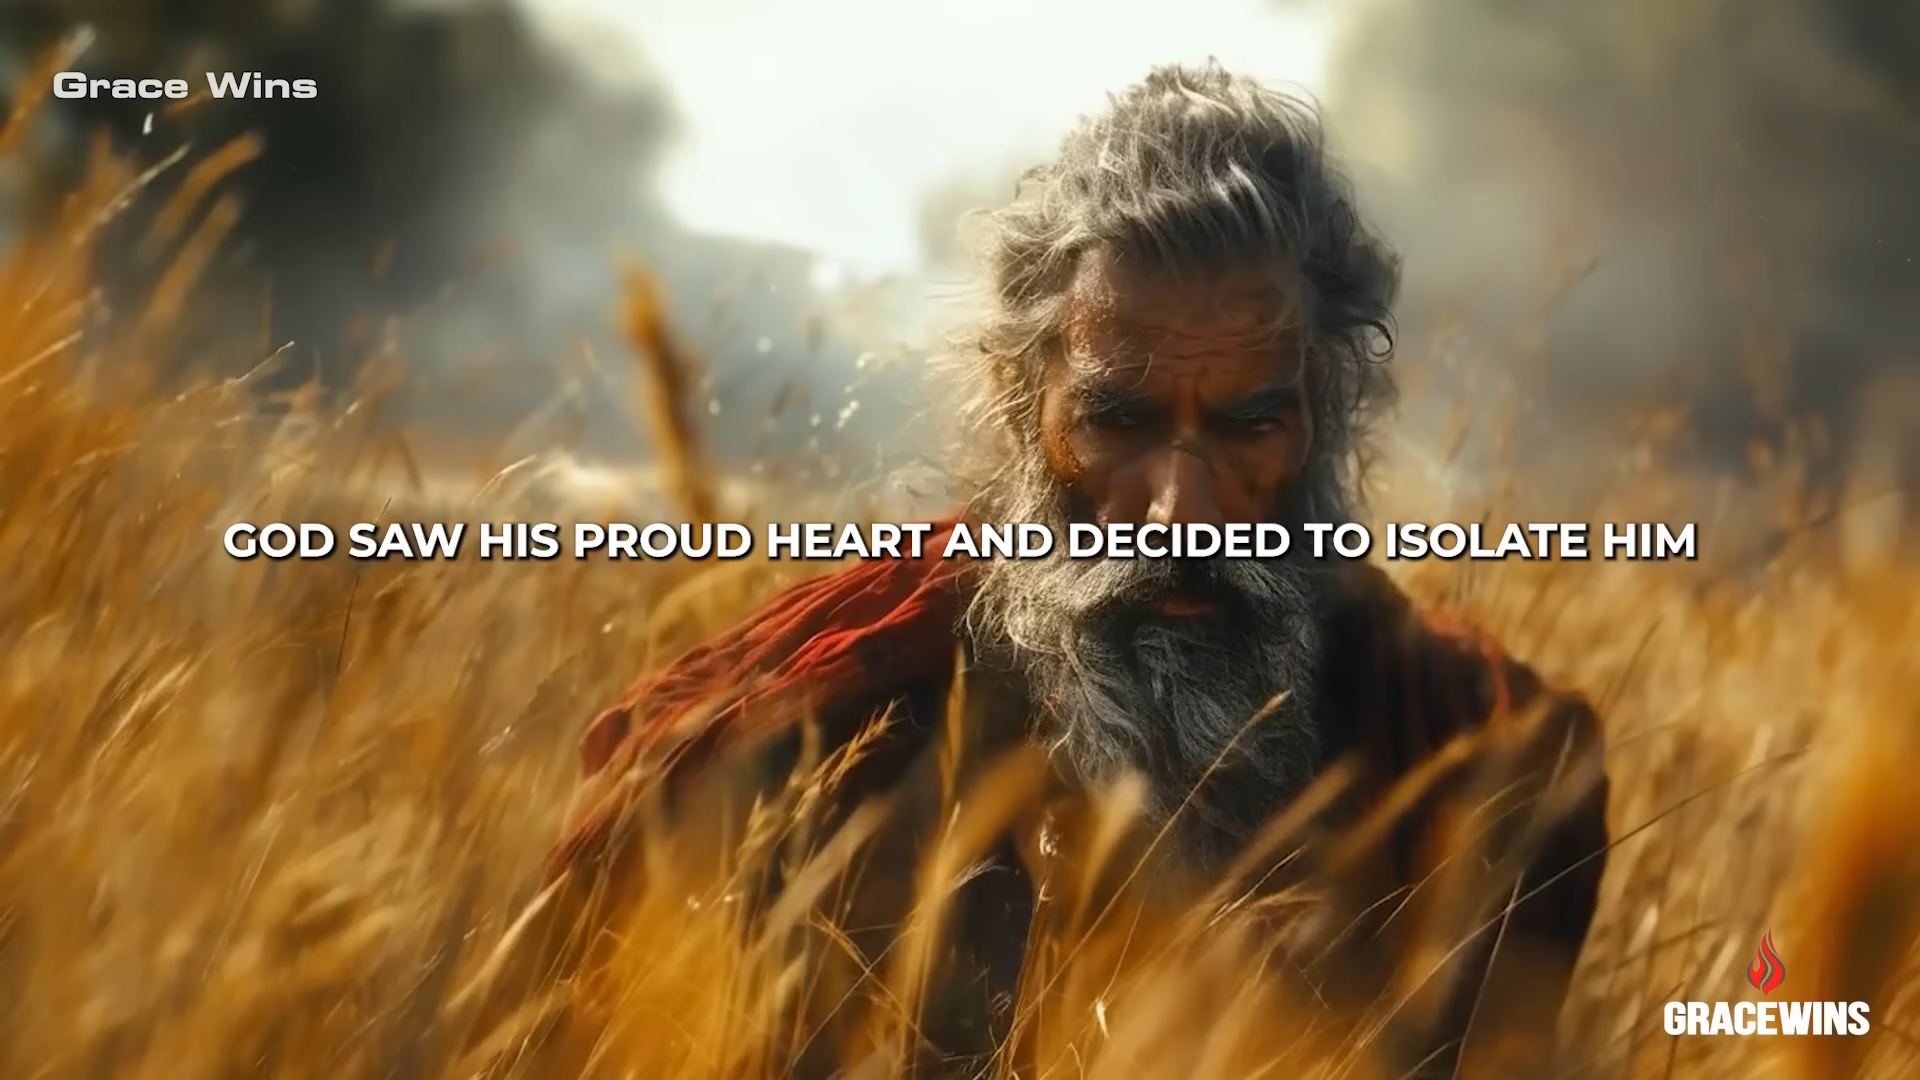 Grace Wins
GOD SAW HIS PROUD HEART AND DECIDED TO ISOLATE HIM
GRACEWINS